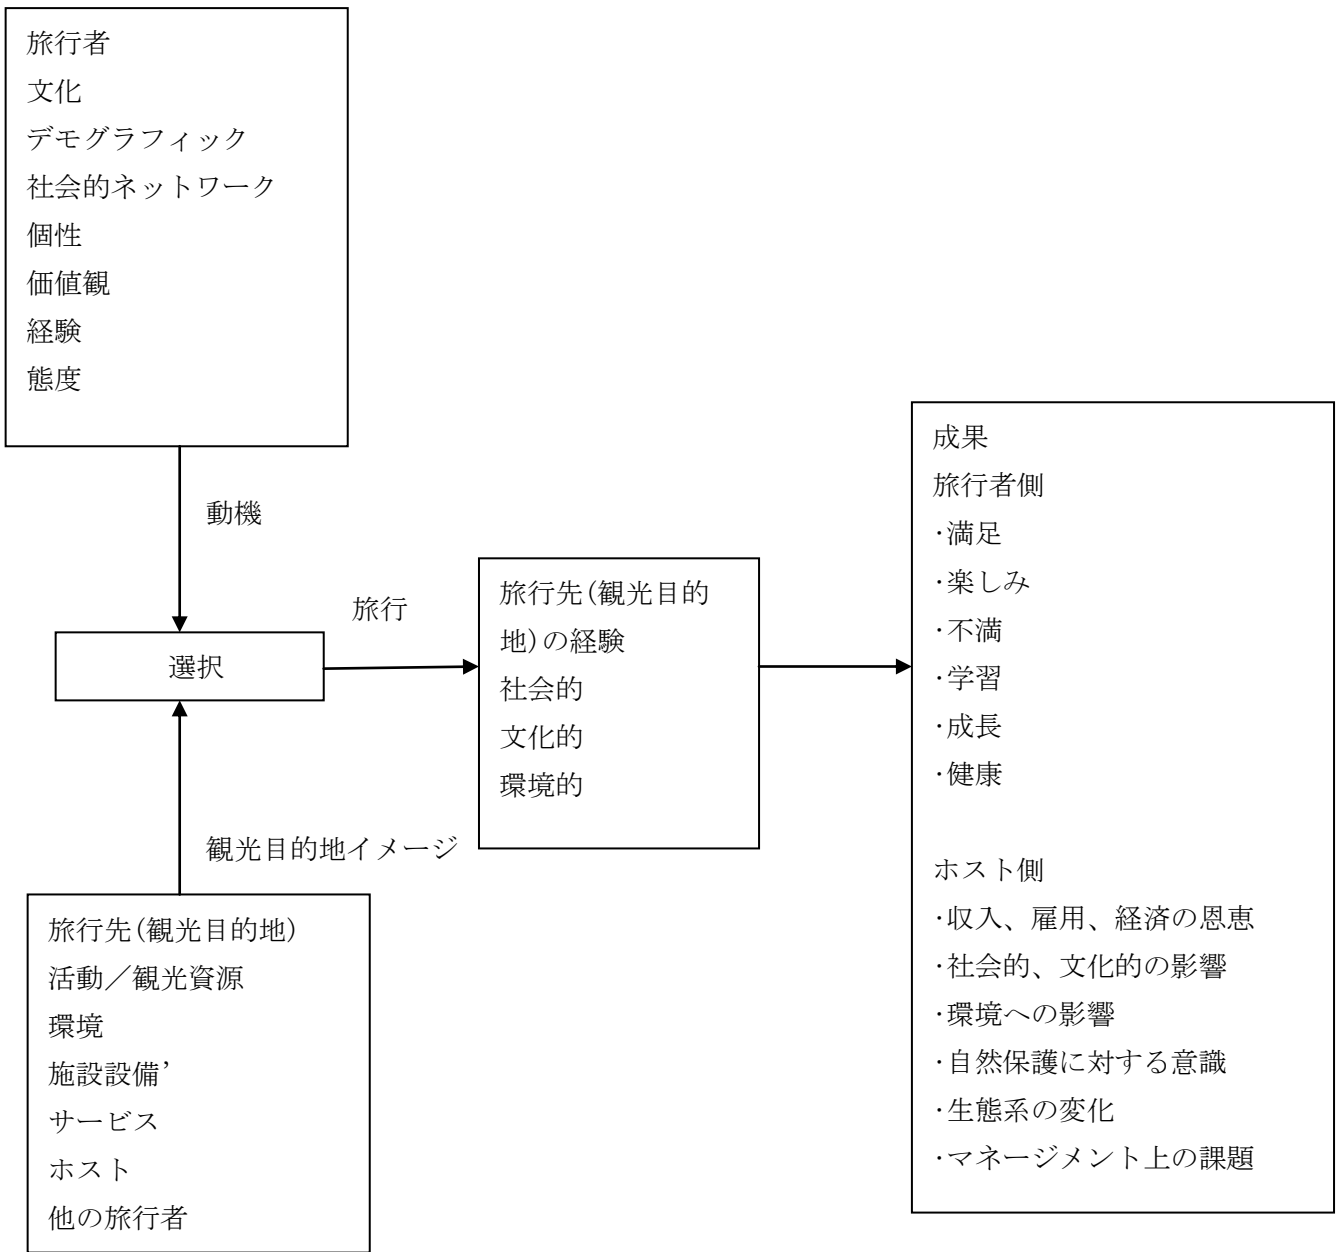 旅行者
文化
デモグラフィック
社会的ネットワーク
個性
価値観
経験
態度
動機
選択
旅行
観光目的地イメージ
旅行先(観光目的地)
活動／観光資源
環境
施設設備’
サービス
ホスト
他の旅行者
旅行先(観光目的
地)の経験
社会的
文化的
環境的
成果
旅行者側
·満足
·楽しみ
·不満
·学習
·成長
·健康
ホスト側
·収入、雇用、経済の恩恵
·社会的、文化的の影響
·環境への影響
·自然保護に対する意識
·生態系の変化
·マネージメント上の課題